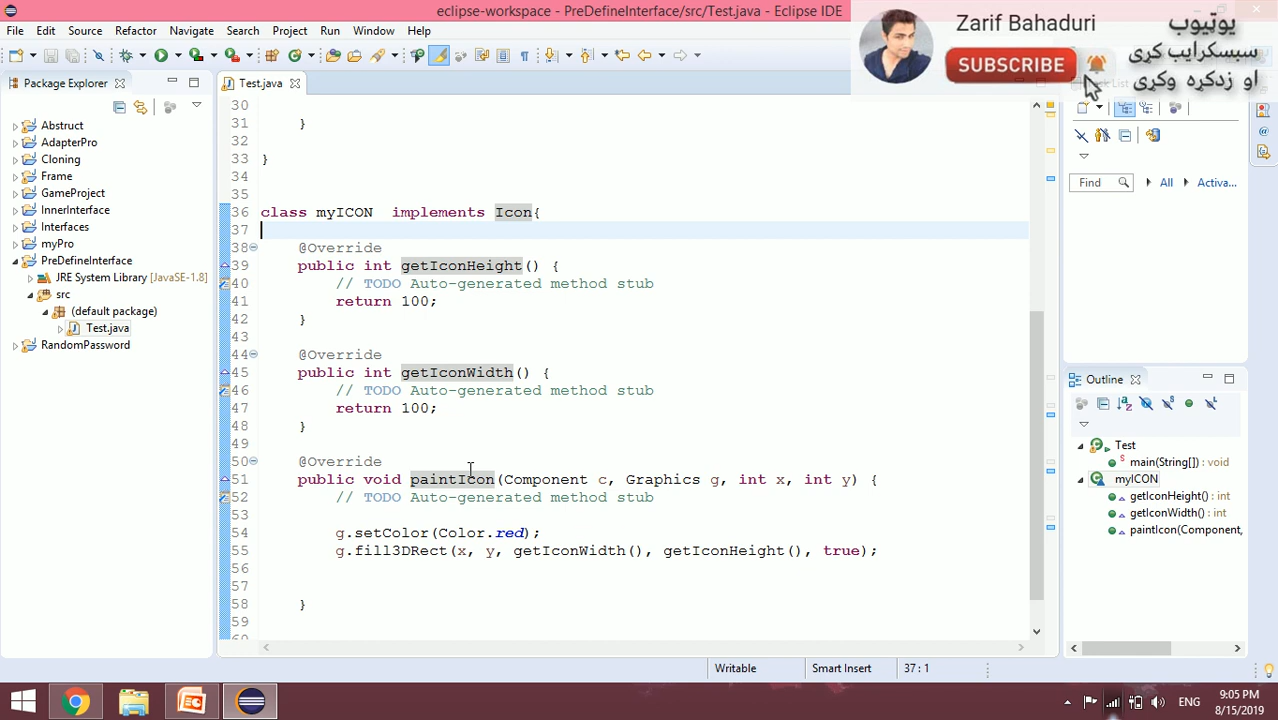 eclipse-workspace - PreDefineInterface/src/Test.java - Eclipse IDE
File Edit Source Refactor Navigate Search Project Run Window Help
Zarif Bahaduri
SUBSCRIBE
یوټیوب
سبسکرایب کړی
او زدکړه وکړی
Package Explorer
Abstruct
AdapterPro
Cloning
Frame
GameProject
InnerInterface
Interfaces
myPro
PreDefineInterface
JRE System Library [JavaSE-1.8]
src
(default package)
Test.java
RandomPassword
Test.java
30
31 }
32
33 }
34
35
36 class myICON implements Icon{
37
38 @Override
39 public int getIconHeight() {
40 // TODO Auto-generated method stub
41 return 100;
42 }
43
44 @Override
45 public int getIconWidth() {
46 // TODO Auto-generated method stub
47 return 100;
48 }
49
50 @Override
51 public void paintIcon(Component c, Graphics g, int x, int y) {
52 // TODO Auto-generated method stub
53
54 g.setColor(Color.red);
55 g.fill3DRect(x, y, getIconWidth(), getIconHeight(), true);
56
57
58 }
59
60
List
Find All Activa...
Outline
Test
main(String[]) : void
myICON
getIconHeight() : int
getIconWidth() : int
paintIcon(Component,
Writable Smart Insert 37 : 1
ENG
9:05 PM
8/15/2019